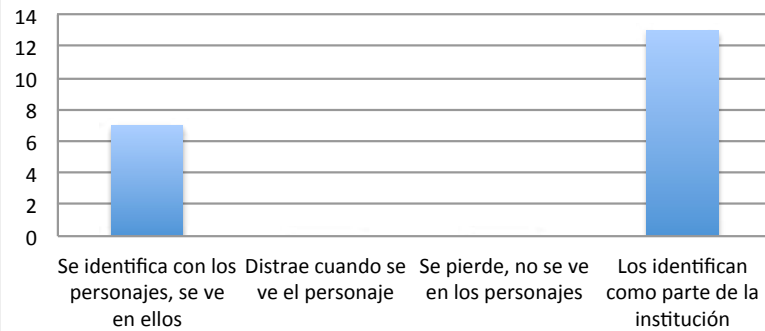 14
12
10
8
6
4
2
0
Se identifica con los personajes, se ve en ellos
Distrae cuando se ve el personaje
Se pierde, no se ve en los personajes
Los identifican como parte de la institución